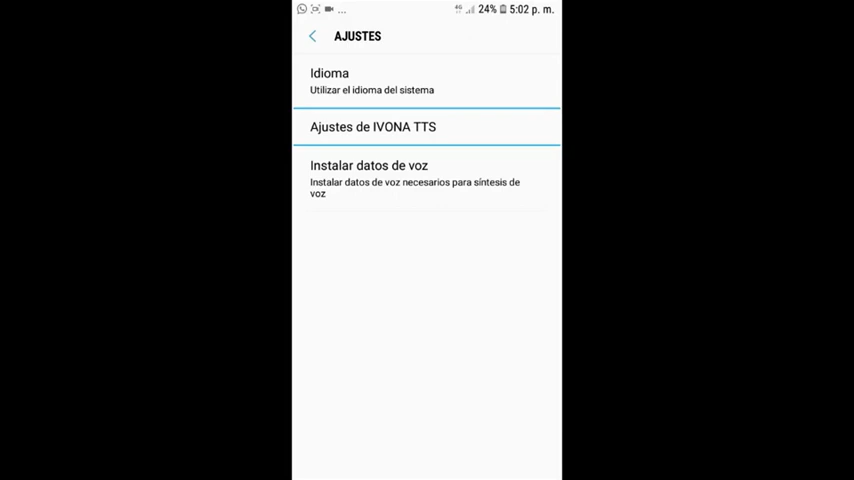 ... 4G 24% 5:02 p. m.
AJUSTES
Idioma
Utilizar el idioma del sistema
Ajustes de IVONA TTS
Instalar datos de voz
Instalar datos de voz necesarios para síntesis de
voz